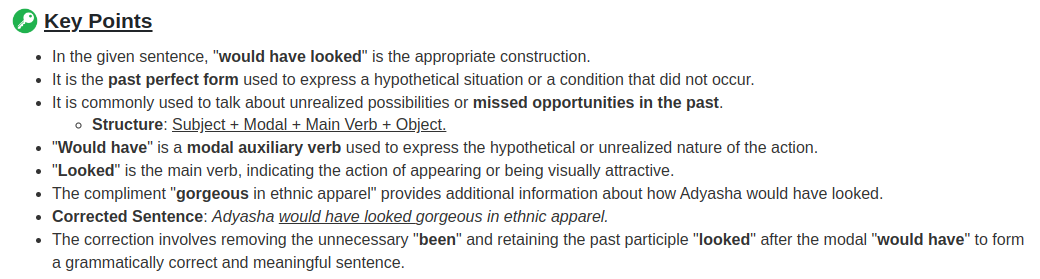 Key Points
In the given sentence, "would have looked" is the appropriate construction.
It is the past perfect form used to express a hypothetical situation or a condition that did not occur.
It is commonly used to talk about unrealized possibilities or missed opportunities in the past.
Structure: Subject + Modal + Main Verb + Object.
"Would have" is a modal auxiliary verb used to express the hypothetical or unrealized nature of the action.
"Looked" is the main verb, indicating the action of appearing or being visually attractive.
The compliment "gorgeous in ethnic apparel" provides additional information about how Adyasha would have looked.
Corrected Sentence: Adyasha would have looked gorgeous in ethnic apparel.
The correction involves removing the unnecessary "been" and retaining the past participle "looked" after the modal "would have" to form
a grammatically correct and meaningful sentence.